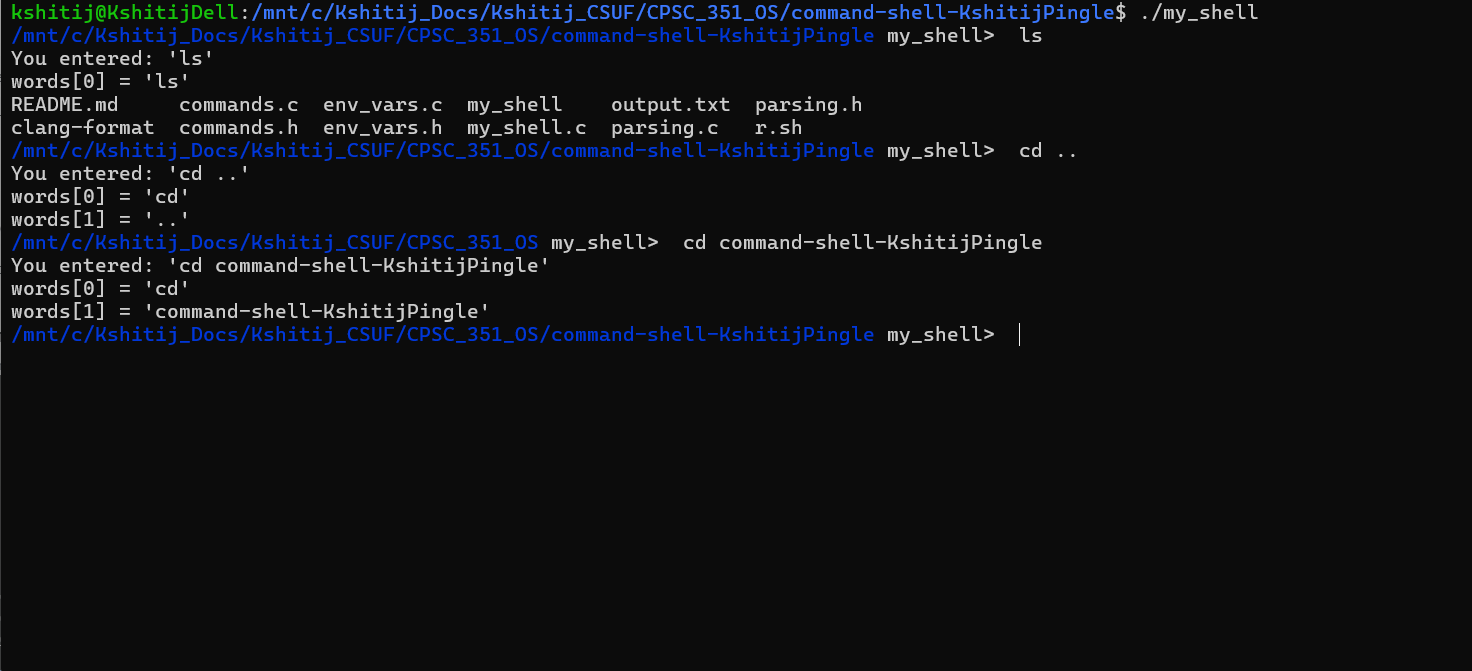 kshitij@KshitijDell:/mnt/c/Kshitij_Docs/Kshitij_CSUF/CPSC_351_OS/command-shell-KshitijPingle$ ./my_shell
/mnt/c/Kshitij_Docs/Kshitij_CSUF/CPSC_351_OS/command-shell-KshitijPingle my_shell>  ls
You entered: 'ls'
words[0] = 'ls'
README.md     commands.c  env_vars.c  my_shell    output.txt  parsing.h
clang-format  commands.h  env_vars.h  my_shell.c  parsing.c   r.sh
/mnt/c/Kshitij_Docs/Kshitij_CSUF/CPSC_351_OS/command-shell-KshitijPingle my_shell>  cd ..
You entered: 'cd ..'
words[0] = 'cd'
words[1] = '..'
/mnt/c/Kshitij_Docs/Kshitij_CSUF/CPSC_351_OS my_shell>  cd command-shell-KshitijPingle
You entered: 'cd command-shell-KshitijPingle'
words[0] = 'cd'
words[1] = 'command-shell-KshitijPingle'
/mnt/c/Kshitij_Docs/Kshitij_CSUF/CPSC_351_OS/command-shell-KshitijPingle my_shell>